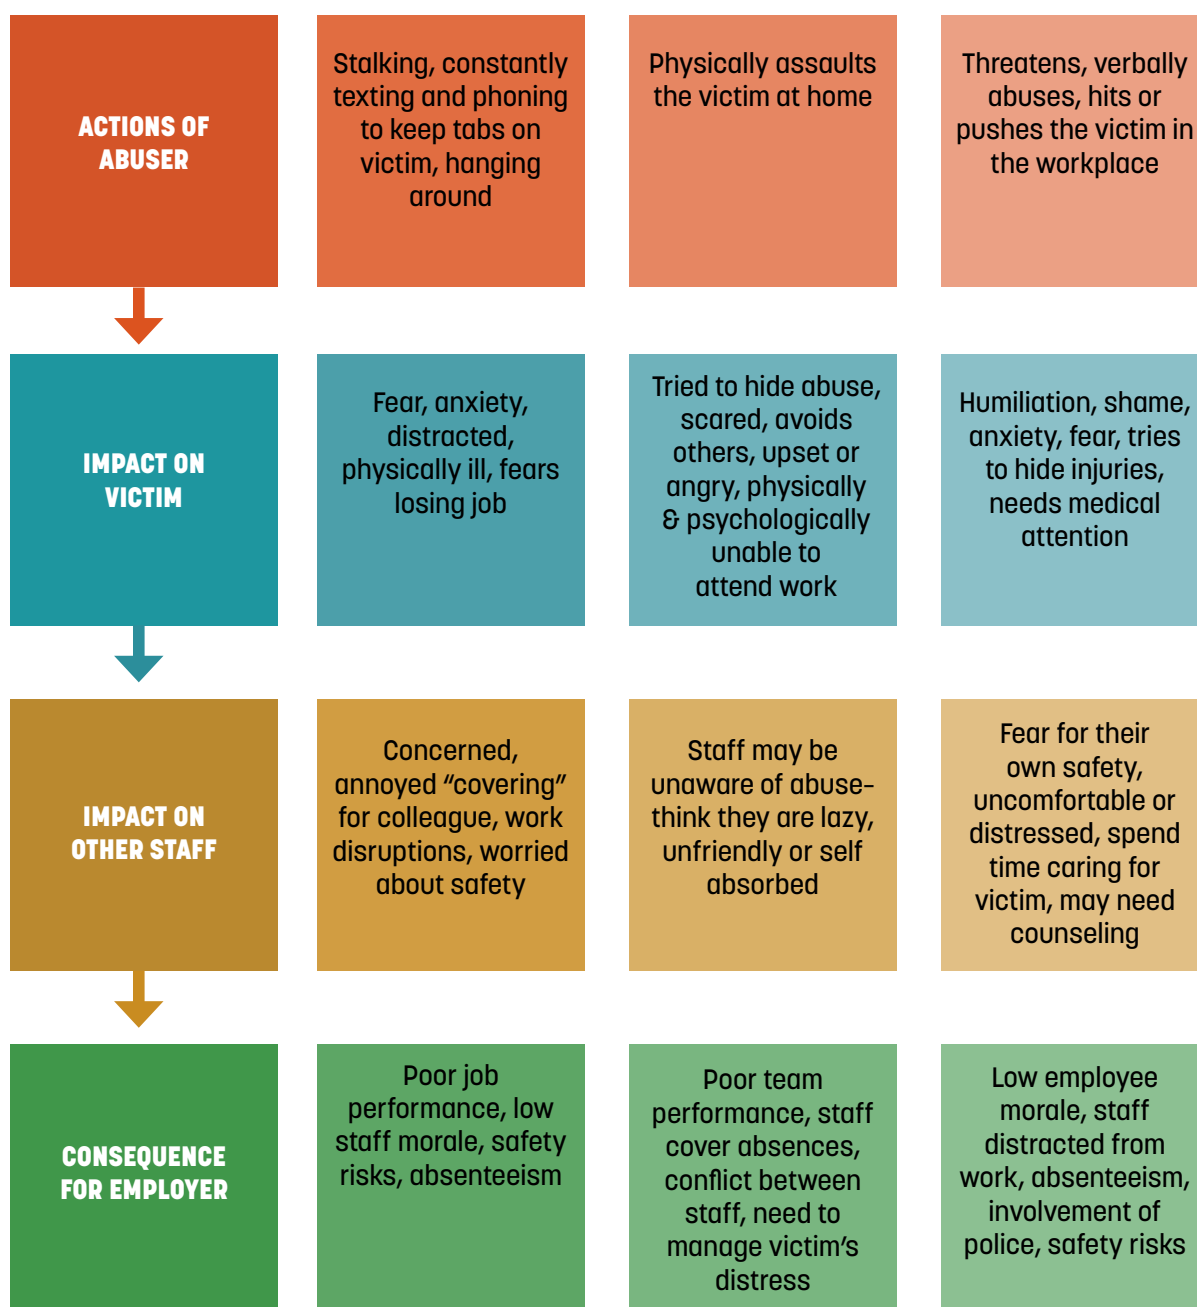 ACTIONS OF
ABUSER
Stalking, constantly
texting and phoning
to keep tabs on
victim, hanging
around
Physically assaults
the victim at home
Threatens, verbally
abuses, hits or
pushes the victim in
the workplace
IMPACT ON
VICTIM
Fear, anxiety,
distracted,
physically ill, fears
losing job
Tried to hide abuse,
scared, avoids
others, upset or
angry, physically
& psychologically
unable to
attend work
Humiliation, shame,
anxiety, fear, tries
to hide injuries,
needs medical
attention
IMPACT ON
OTHER STAFF
Concerned,
annoyed “covering”
for colleague, work
disruptions, worried
about safety
Staff may be
unaware of abuse-
think they are lazy,
unfriendly or self
absorbed
Fear for their
own safety,
uncomfortable or
distressed, spend
time caring for
victim, may need
counseling
CONSEQUENCE
FOR EMPLOYER
Poor job
performance, low
staff morale, safety
risks, absenteeism
Poor team
performance, staff
cover absences,
conflict between
staff, need to
manage victim’s
distress
Low employee
morale, staff
distracted from
work, absenteeism,
involvement of
police, safety risks